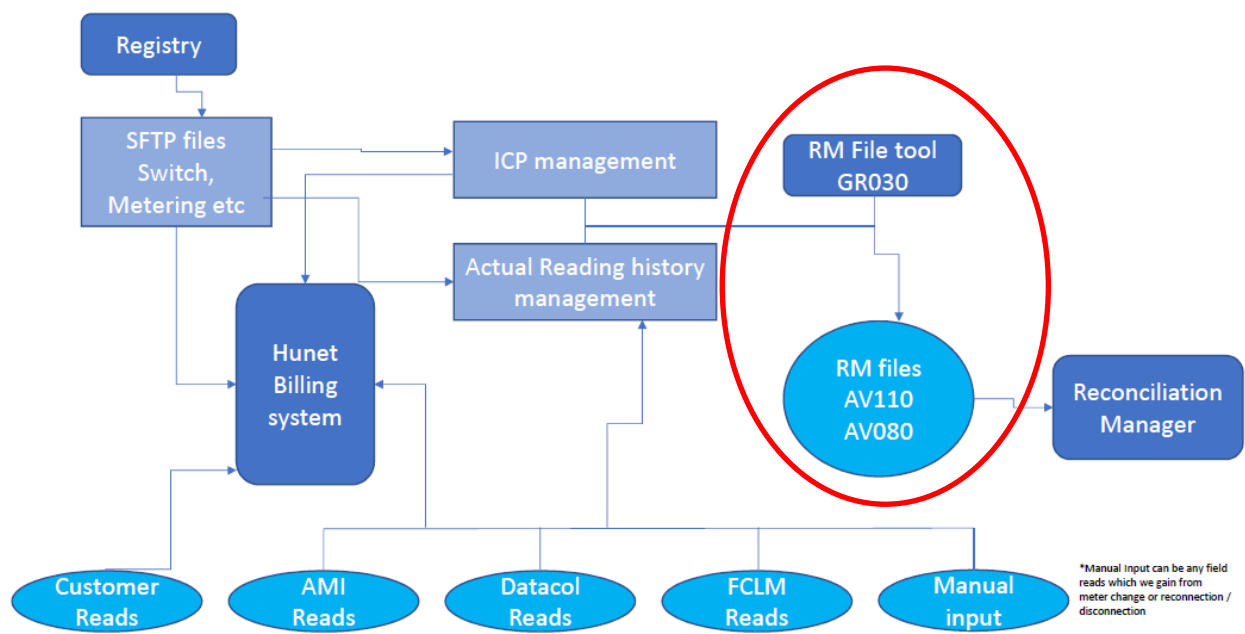 Registry
SFTP files
Switch,
Metering etc
ICP management
RM File tool
GR030
Actual Reading history
management
Hunet
Billing
system
RM files
AV110
AV080
Reconciliation
Manager
Customer
Reads
AMI
Reads
Datacol
Reads
FCLM
Reads
Manual
input
*Manual Input can be any field
reads which we gain from
meter change or reconnection /
disconnection